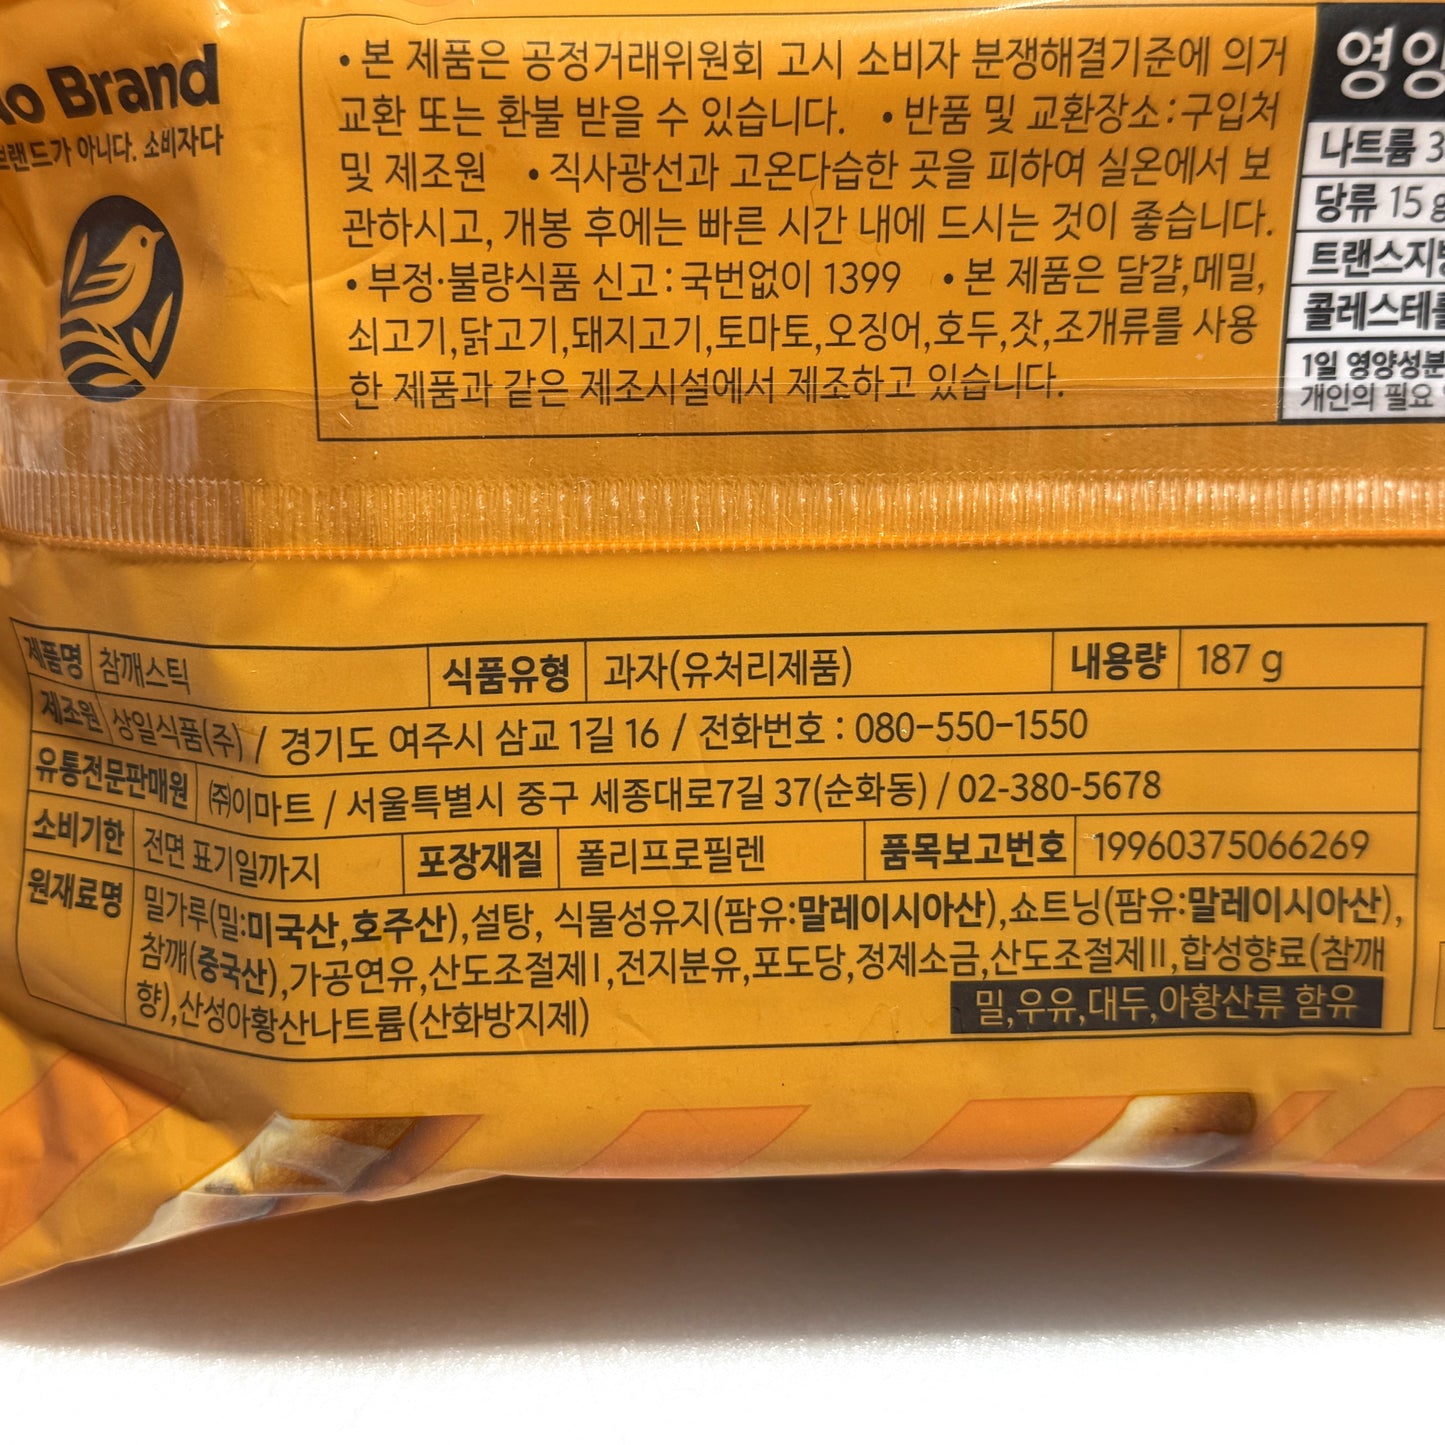 Brand
브랜드가 아니다. 소비자다
• 본 제품은 공정거래위원회 고시 소비자 분쟁해결기준에 의거
교환 또는 환불 받을 수 있습니다. • 반품 및 교환장소:구입처
및 제조원 • 직사광선과 고온다습한 곳을 피하여 실온에서 보
관하시고, 개봉 후에는 빠른 시간 내에 드시는 것이 좋습니다.
• 부정·불량식품 신고:국번없이 1399 • 본 제품은 달걀,메밀,
쇠고기,닭고기,돼지고기,토마토,오징어,호두,잣,조개류를 사용
한 제품과 같은 제조시설에서 제조하고 있습니다.
영양
나트륨 3
당류 15 g
트랜스지방
콜레스테롤
1일 영양성분
개인의 필요
제품명 참깨스틱 식품유형 과자(유처리제품) 내용량 187 g
제조원 상일식품(주) / 경기도 여주시 삼교 1길 16 / 전화번호 : 080-550-1550
유통전문판매원 ㈜이마트 / 서울특별시 중구 세종대로7길 37(순화동) / 02-380-5678
소비기한 전면 표기일까지 포장재질 폴리프로필렌 품목보고번호 19960375066269
원재료명 밀가루(밀:미국산,호주산),설탕, 식물성유지(팜유:말레이시아산),쇼트닝(팜유:말레이시아산),
참깨(중국산),가공연유,산도조절제Ⅰ,전지분유,포도당,정제소금,산도조절제Ⅱ,합성향료(참깨
향),산성아황산나트륨(산화방지제) 밀,우유,대두,아황산류 함유